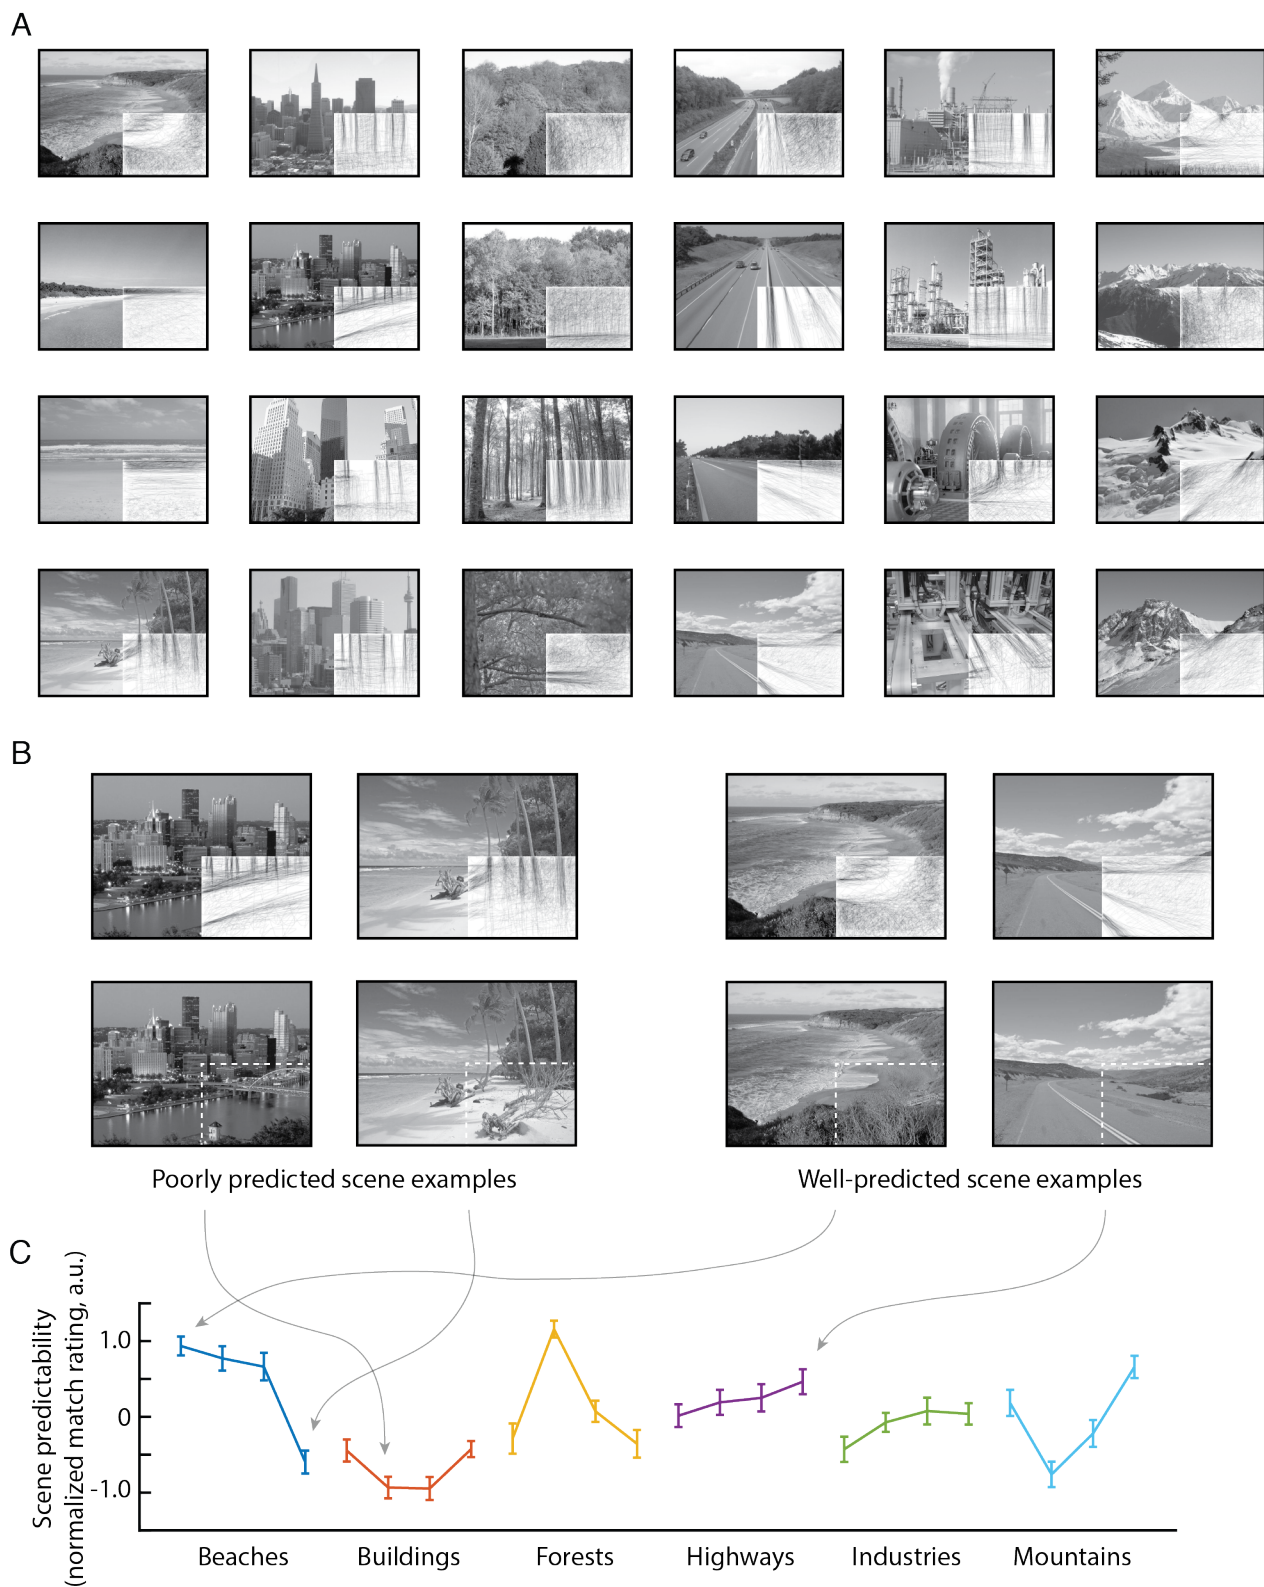 A
B
Poorly predicted scene examples
Well-predicted scene examples
C
Scene predictability
(normalized match rating, a.u.)
1.0
0
-1.0
Beaches
Buildings
Forests
Highways
Industries
Mountains